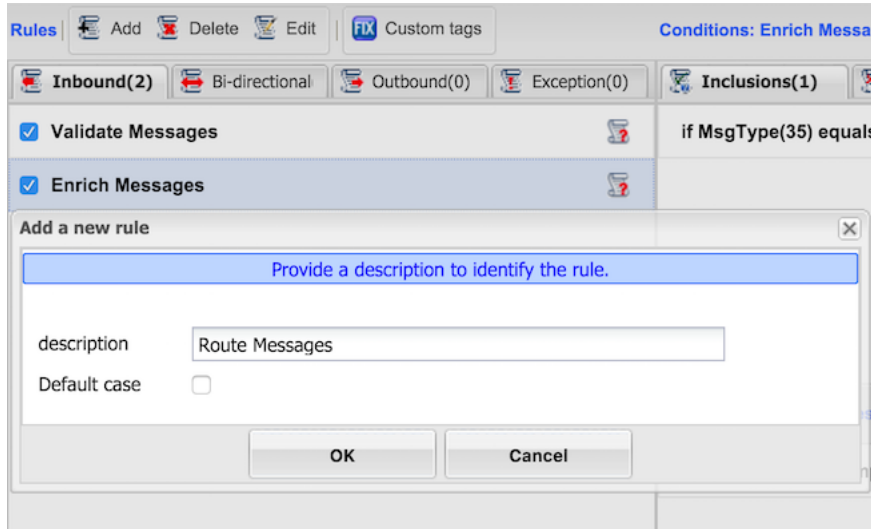 Rules Add Delete Edit FIX Custom tags Conditions: Enrich Messa
Inbound(2) Bi-directional Outbound(0) Exception(0) Inclusions(1)
Validate Messages if MsgType(35) equals
Enrich Messages
Add a new rule
Provide a description to identify the rule.
description Route Messages
Default case
OK Cancel